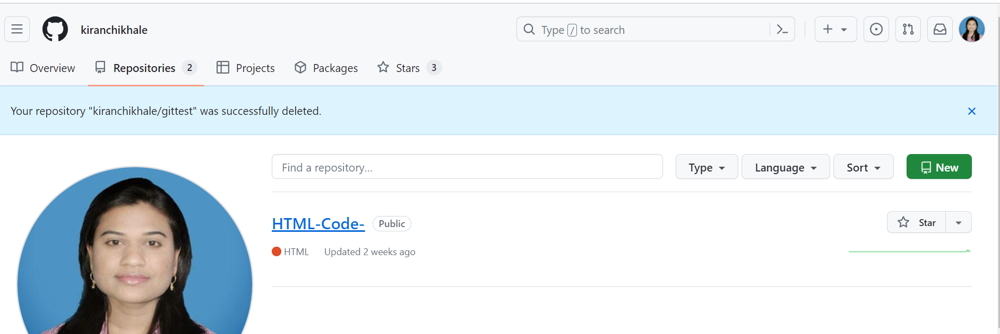 kiranchikhale
Type / to search
Overview Repositories 2 Projects Packages Stars 3
Your repository "kiranchikhale/gittest" was successfully deleted.
Find a repository... Type Language Sort New
HTML-Code- Public Star
HTML Updated 2 weeks ago